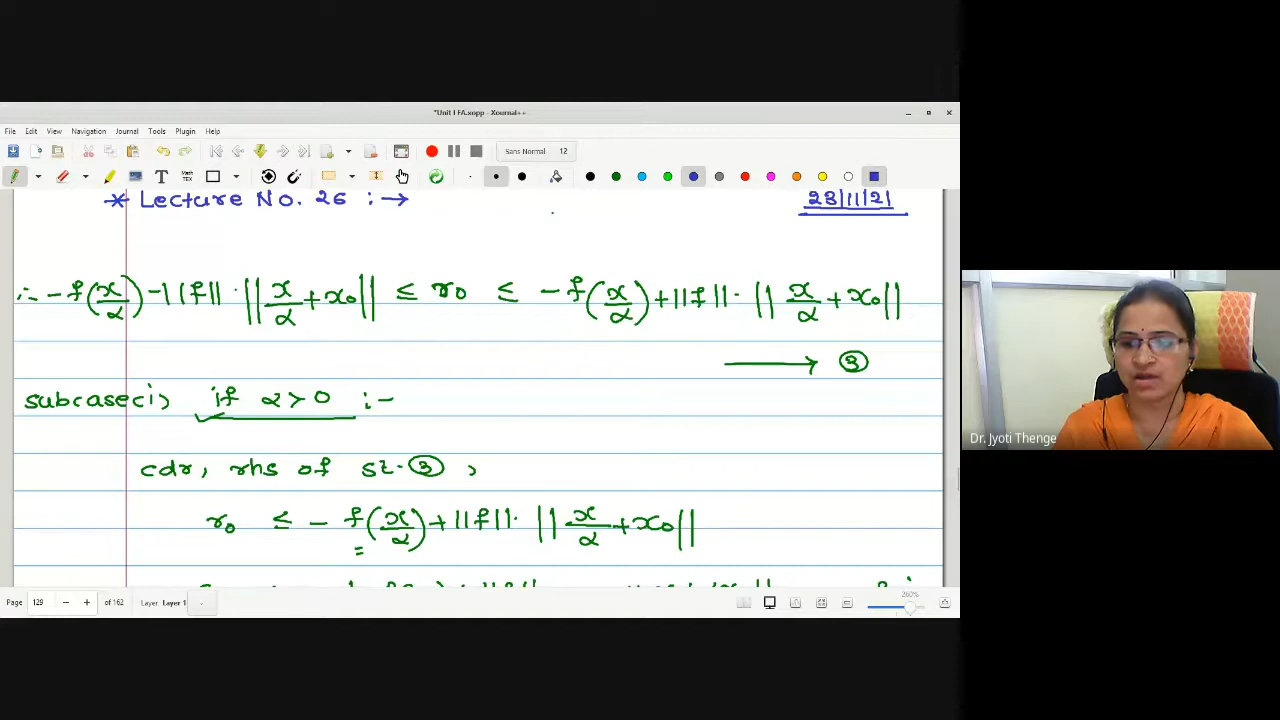 *Unit I FA.xopp - Xournal++
File Edit View Navigation Journal Tools Plugin Help
Sans Normal 12
* Lecture No. 26 :→ 23/11/21
∴ -f(x/α) - ||f|| · ||x/α + x₀|| ≤ r₀ ≤ -f(x/α) + ||f|| · ||x/α + x₀||
→ ③
subcase(i) if α > 0 :-
cdr, rhs of st. ③ ,
r₀ ≤ - f(x/α) + ||f|| · ||x/α + x₀||
Dr. Jyoti Thenge
Page 129 of 162 Layer Layer 1 260%